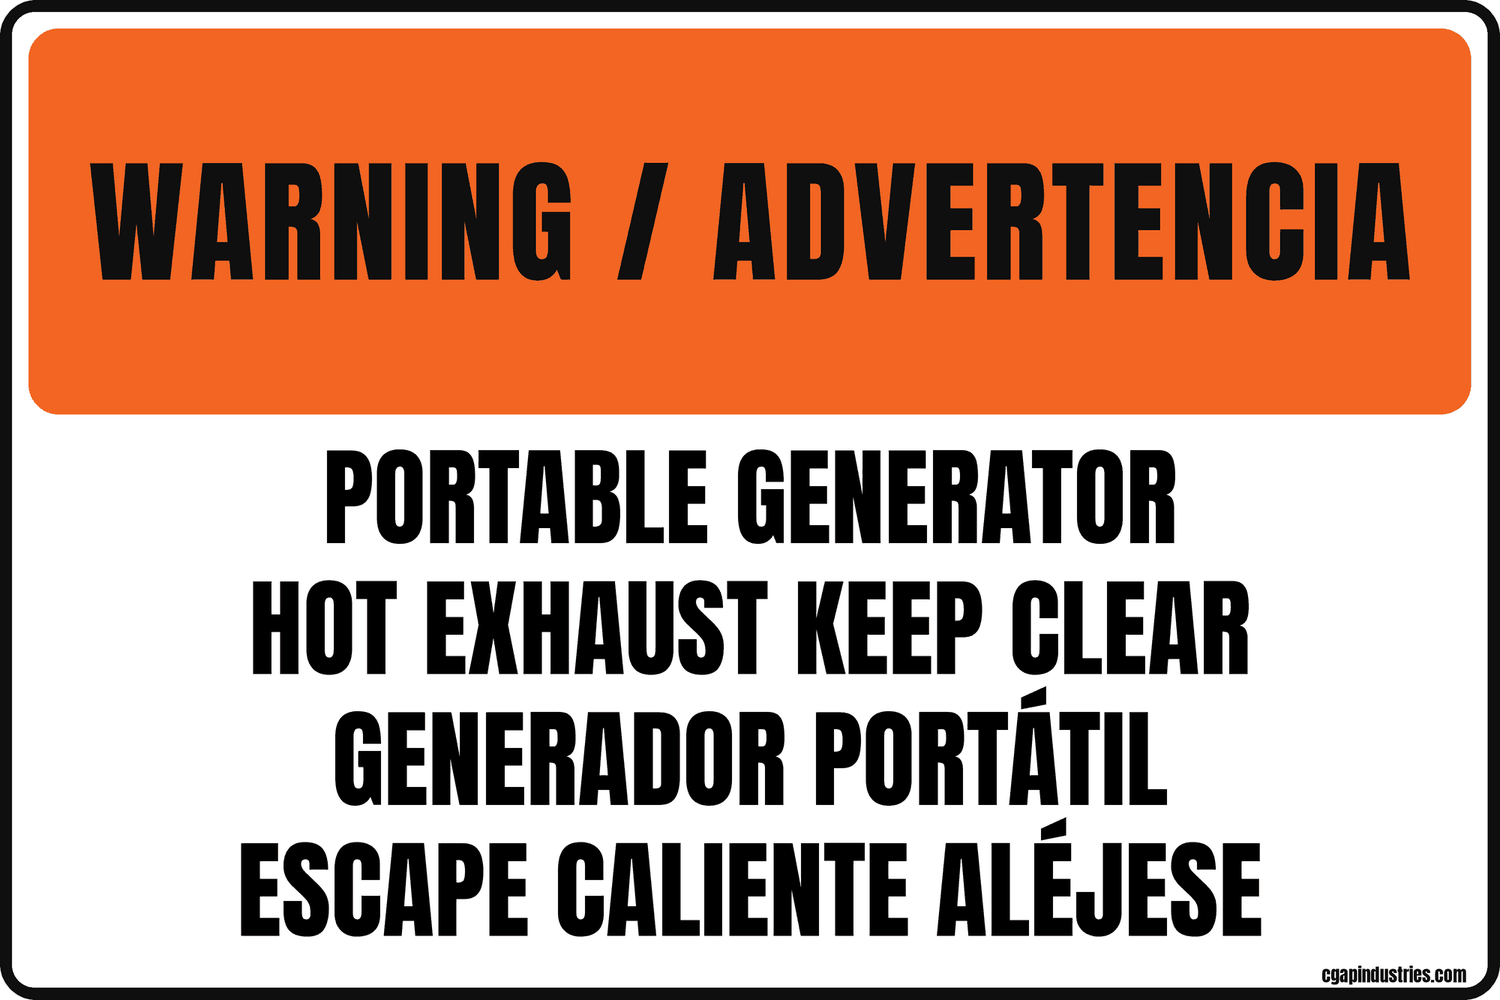 WARNING / ADVERTENCIA
PORTABLE GENERATOR
HOT EXHAUST KEEP CLEAR
GENERADOR PORTÁTIL
ESCAPE CALIENTE ALÉJESE
cgapindustries.com